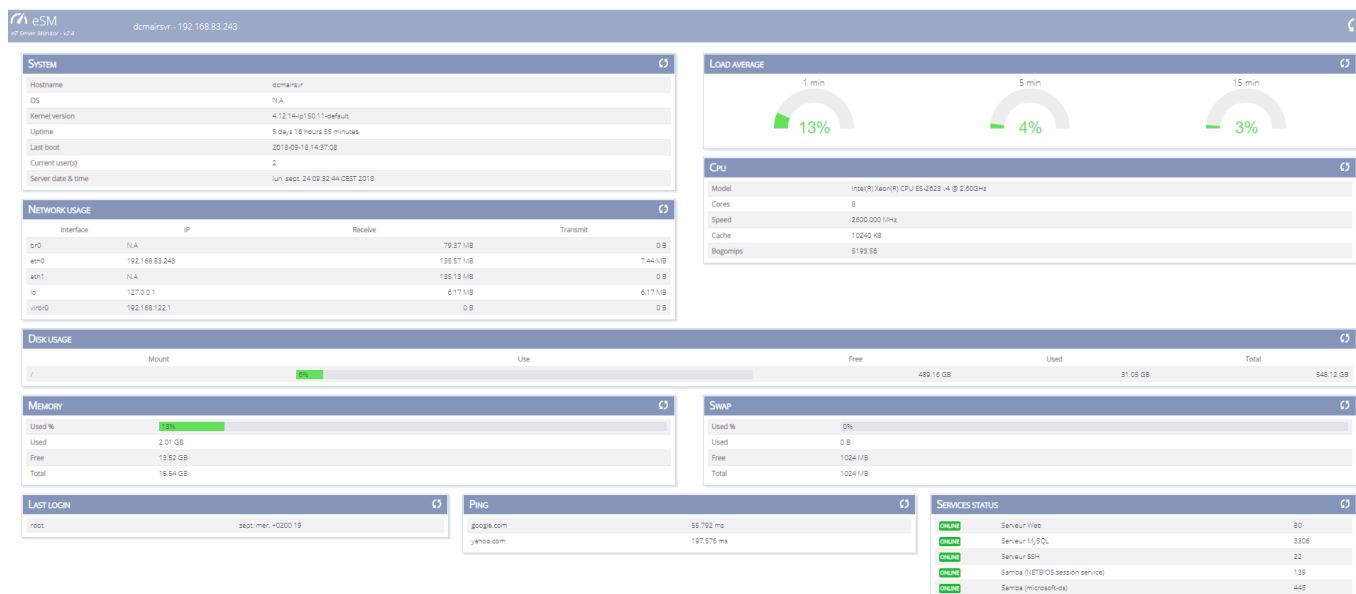 eSM
eZ Server Monitor - v2.4
dcmairsvr - 192.168.83.243
SYSTEM
Hostname dcmairsvr
OS N.A
Kernel version 4.12.14-lp150.11-default
Uptime 5 days 16 hours 55 minutes
Last boot 2018-09-18 14:37:08
Current user(s) 2
Server date & time lun. sept. 24 09:32:44 CEST 2018
LOAD AVERAGE
1 min 5 min 15 min
13% 4% 3%
CPU
Model Intel(R) Xeon(R) CPU E5-2623 v4 @ 2.60GHz
Cores 8
Speed 2600.000 MHz
Cache 10240 KB
Bogomips 5193.56
NETWORK USAGE
Interface IP Receive Transmit
br0 N.A 79.37 MB 0 B
eth0 192.168.83.243 135.57 MB 7.44 MB
eth1 N.A 135.13 MB 0 B
lo 127.0.0.1 6.17 MB 6.17 MB
virbr0 192.168.122.1 0 B 0 B
DISK USAGE
Mount Use Free Used Total
/ 6% 489.16 GB 31.05 GB 548.12 GB
MEMORY
Used % 13%
Used 2.01 GB
Free 13.52 GB
Total 15.54 GB
SWAP
Used % 0%
Used 0 B
Free 1024 MB
Total 1024 MB
LAST LOGIN
root sept. mer. +0200 19
PING
google.com 55.792 ms
yahoo.com 197.576 ms
SERVICES STATUS
ONLINE Serveur Web 80
ONLINE Serveur MySQL 3306
ONLINE Serveur SSH 22
ONLINE Samba (NETBIOS session service) 139
ONLINE Samba (microsoft-ds) 445